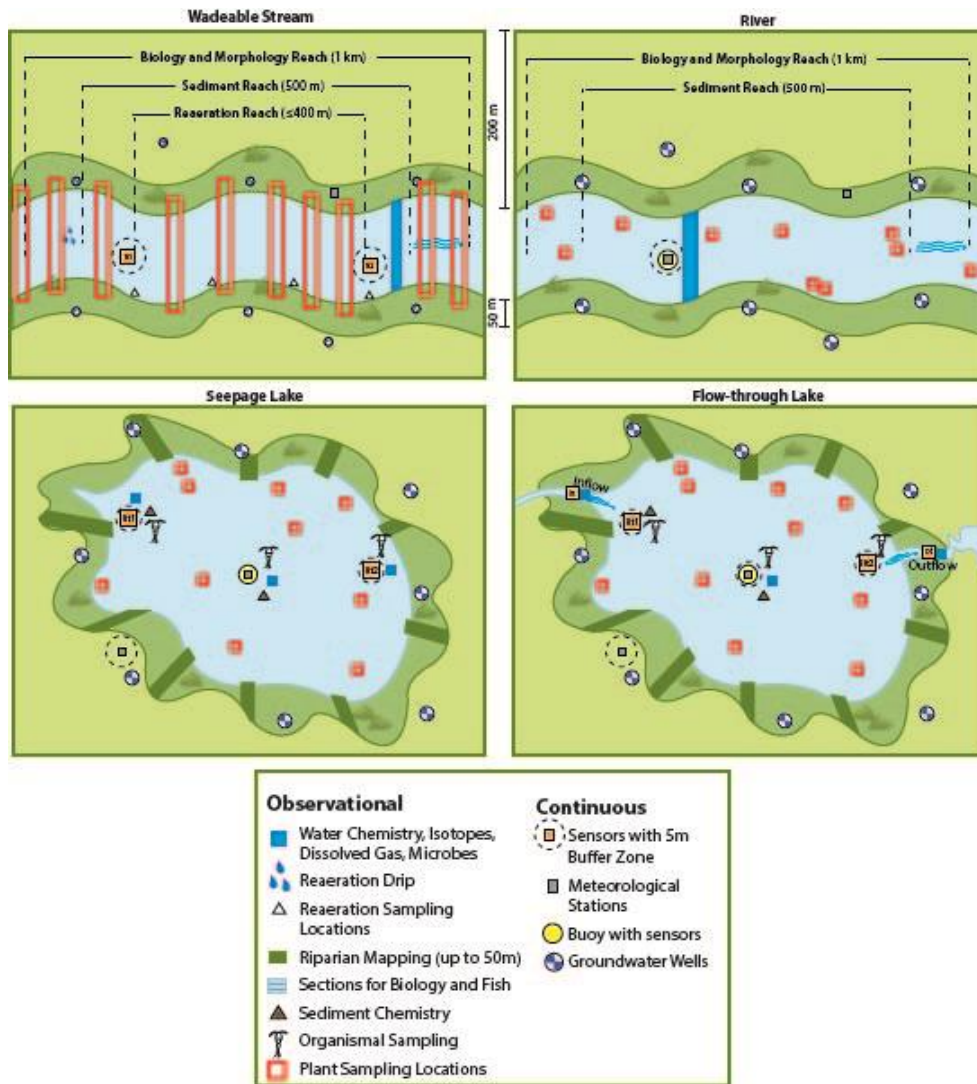 Wadeable Stream
Biology and Morphology Reach (1 km)
Sediment Reach (500 m)
Reaeration Reach (≤400 m)
S1
S2
200 m
50 m
River
Biology and Morphology Reach (1 km)
Sediment Reach (500 m)
Seepage Lake
Flow-through Lake
Inflow
Outflow
Observational
Water Chemistry, Isotopes,
Dissolved Gas, Microbes
Reaeration Drip
Reaeration Sampling
Locations
Riparian Mapping (up to 50m)
Sections for Biology and Fish
Sediment Chemistry
Organismal Sampling
Plant Sampling Locations
Continuous
Sensors with 5m
Buffer Zone
Meteorological
Stations
Buoy with sensors
Groundwater Wells